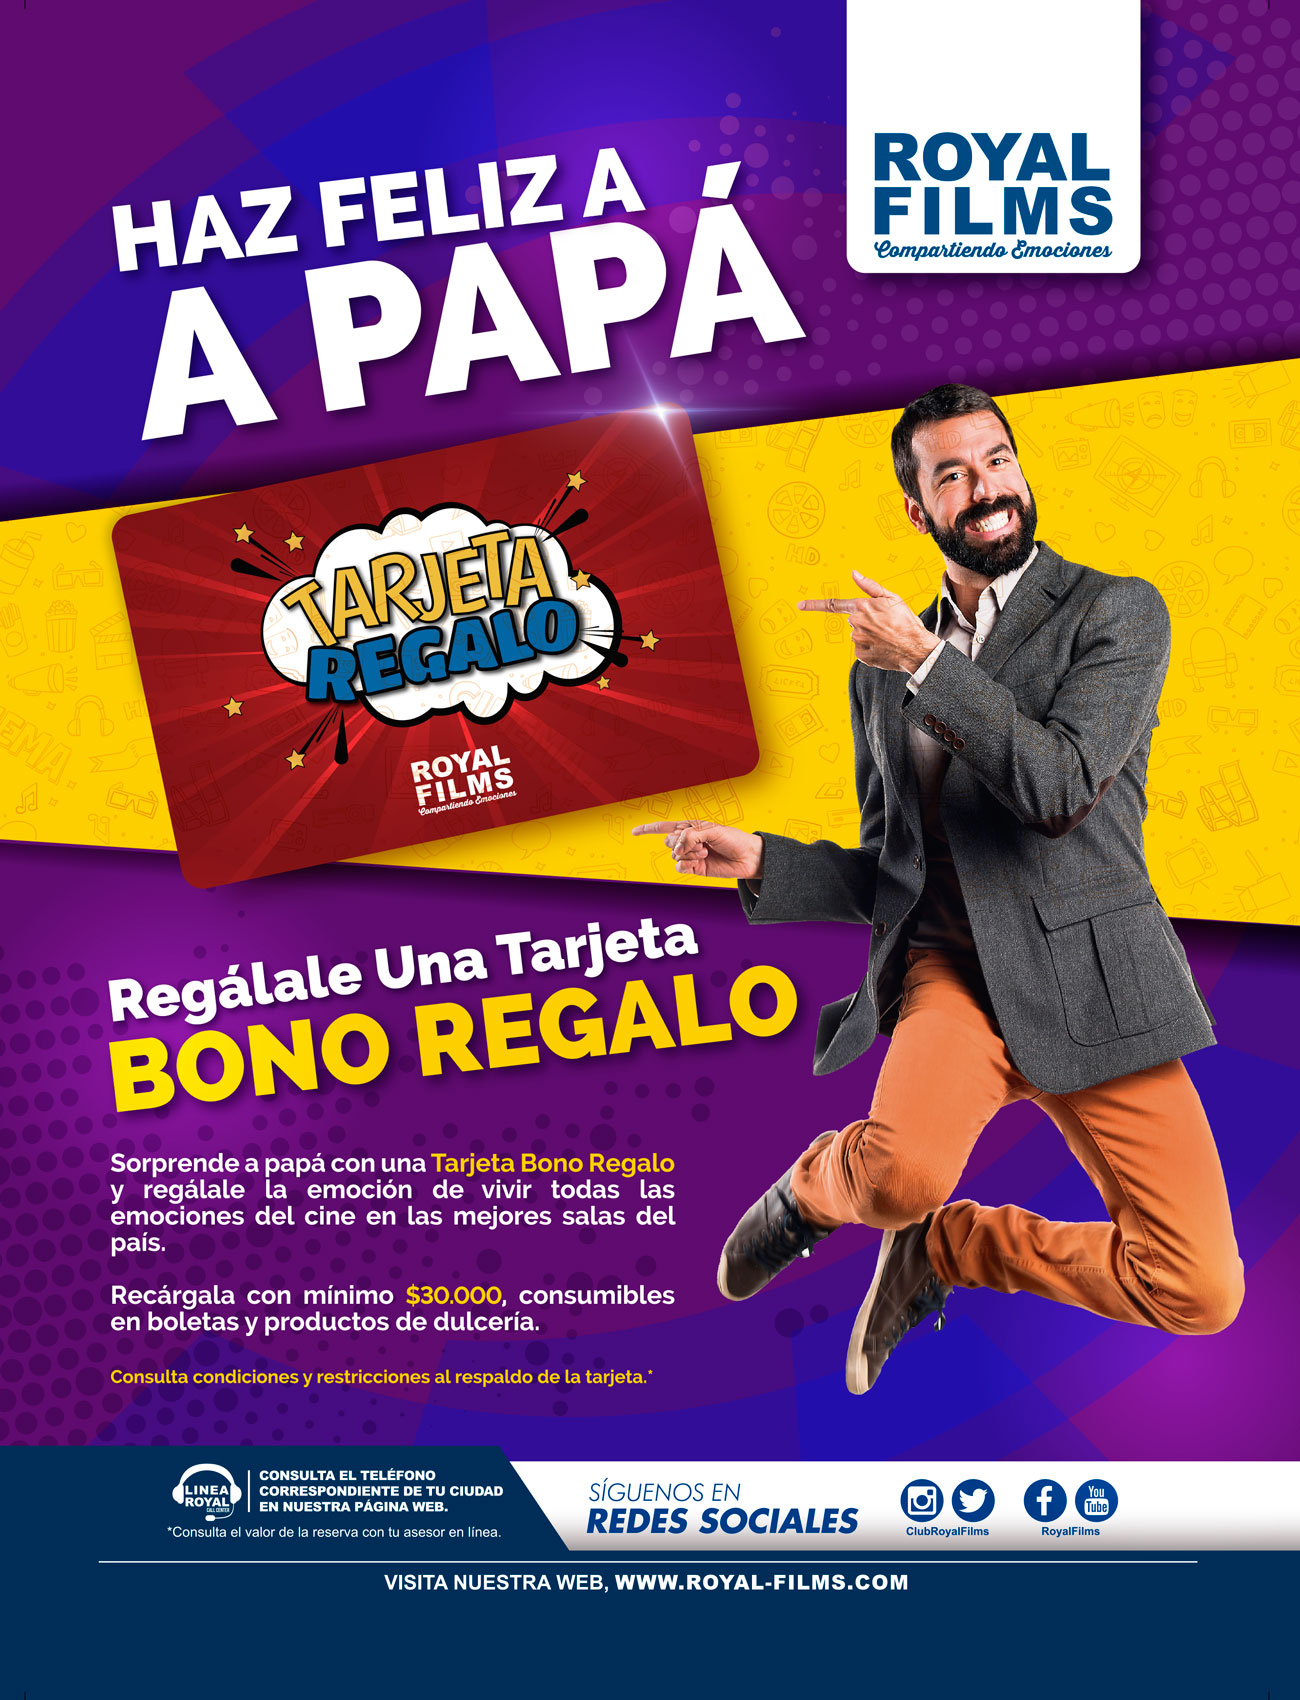 ROYAL
FILMS
Compartiendo Emociones
HAZ FELIZ A
A PAPÁ
TARJETA
REGALO
ROYAL
FILMS
Compartiendo Emociones
Regálale Una Tarjeta
BONO REGALO
Sorprende a papá con una Tarjeta Bono Regalo
y regálale la emoción de vivir todas las
emociones del cine en las mejores salas del
país.
Recárgala con mínimo $30.000, consumibles
en boletas y productos de dulcería.
Consulta condiciones y restricciones al respaldo de la tarjeta.*
LINEA
ROYAL
CALL CENTER
CONSULTA EL TELÉFONO
CORRESPONDIENTE DE TU CIUDAD
EN NUESTRA PÁGINA WEB.
*Consulta el valor de la reserva con tu asesor en línea.
SÍGUENOS EN
REDES SOCIALES
You
Tube
ClubRoyalFilms
RoyalFilms
VISITA NUESTRA WEB, WWW.ROYAL-FILMS.COM